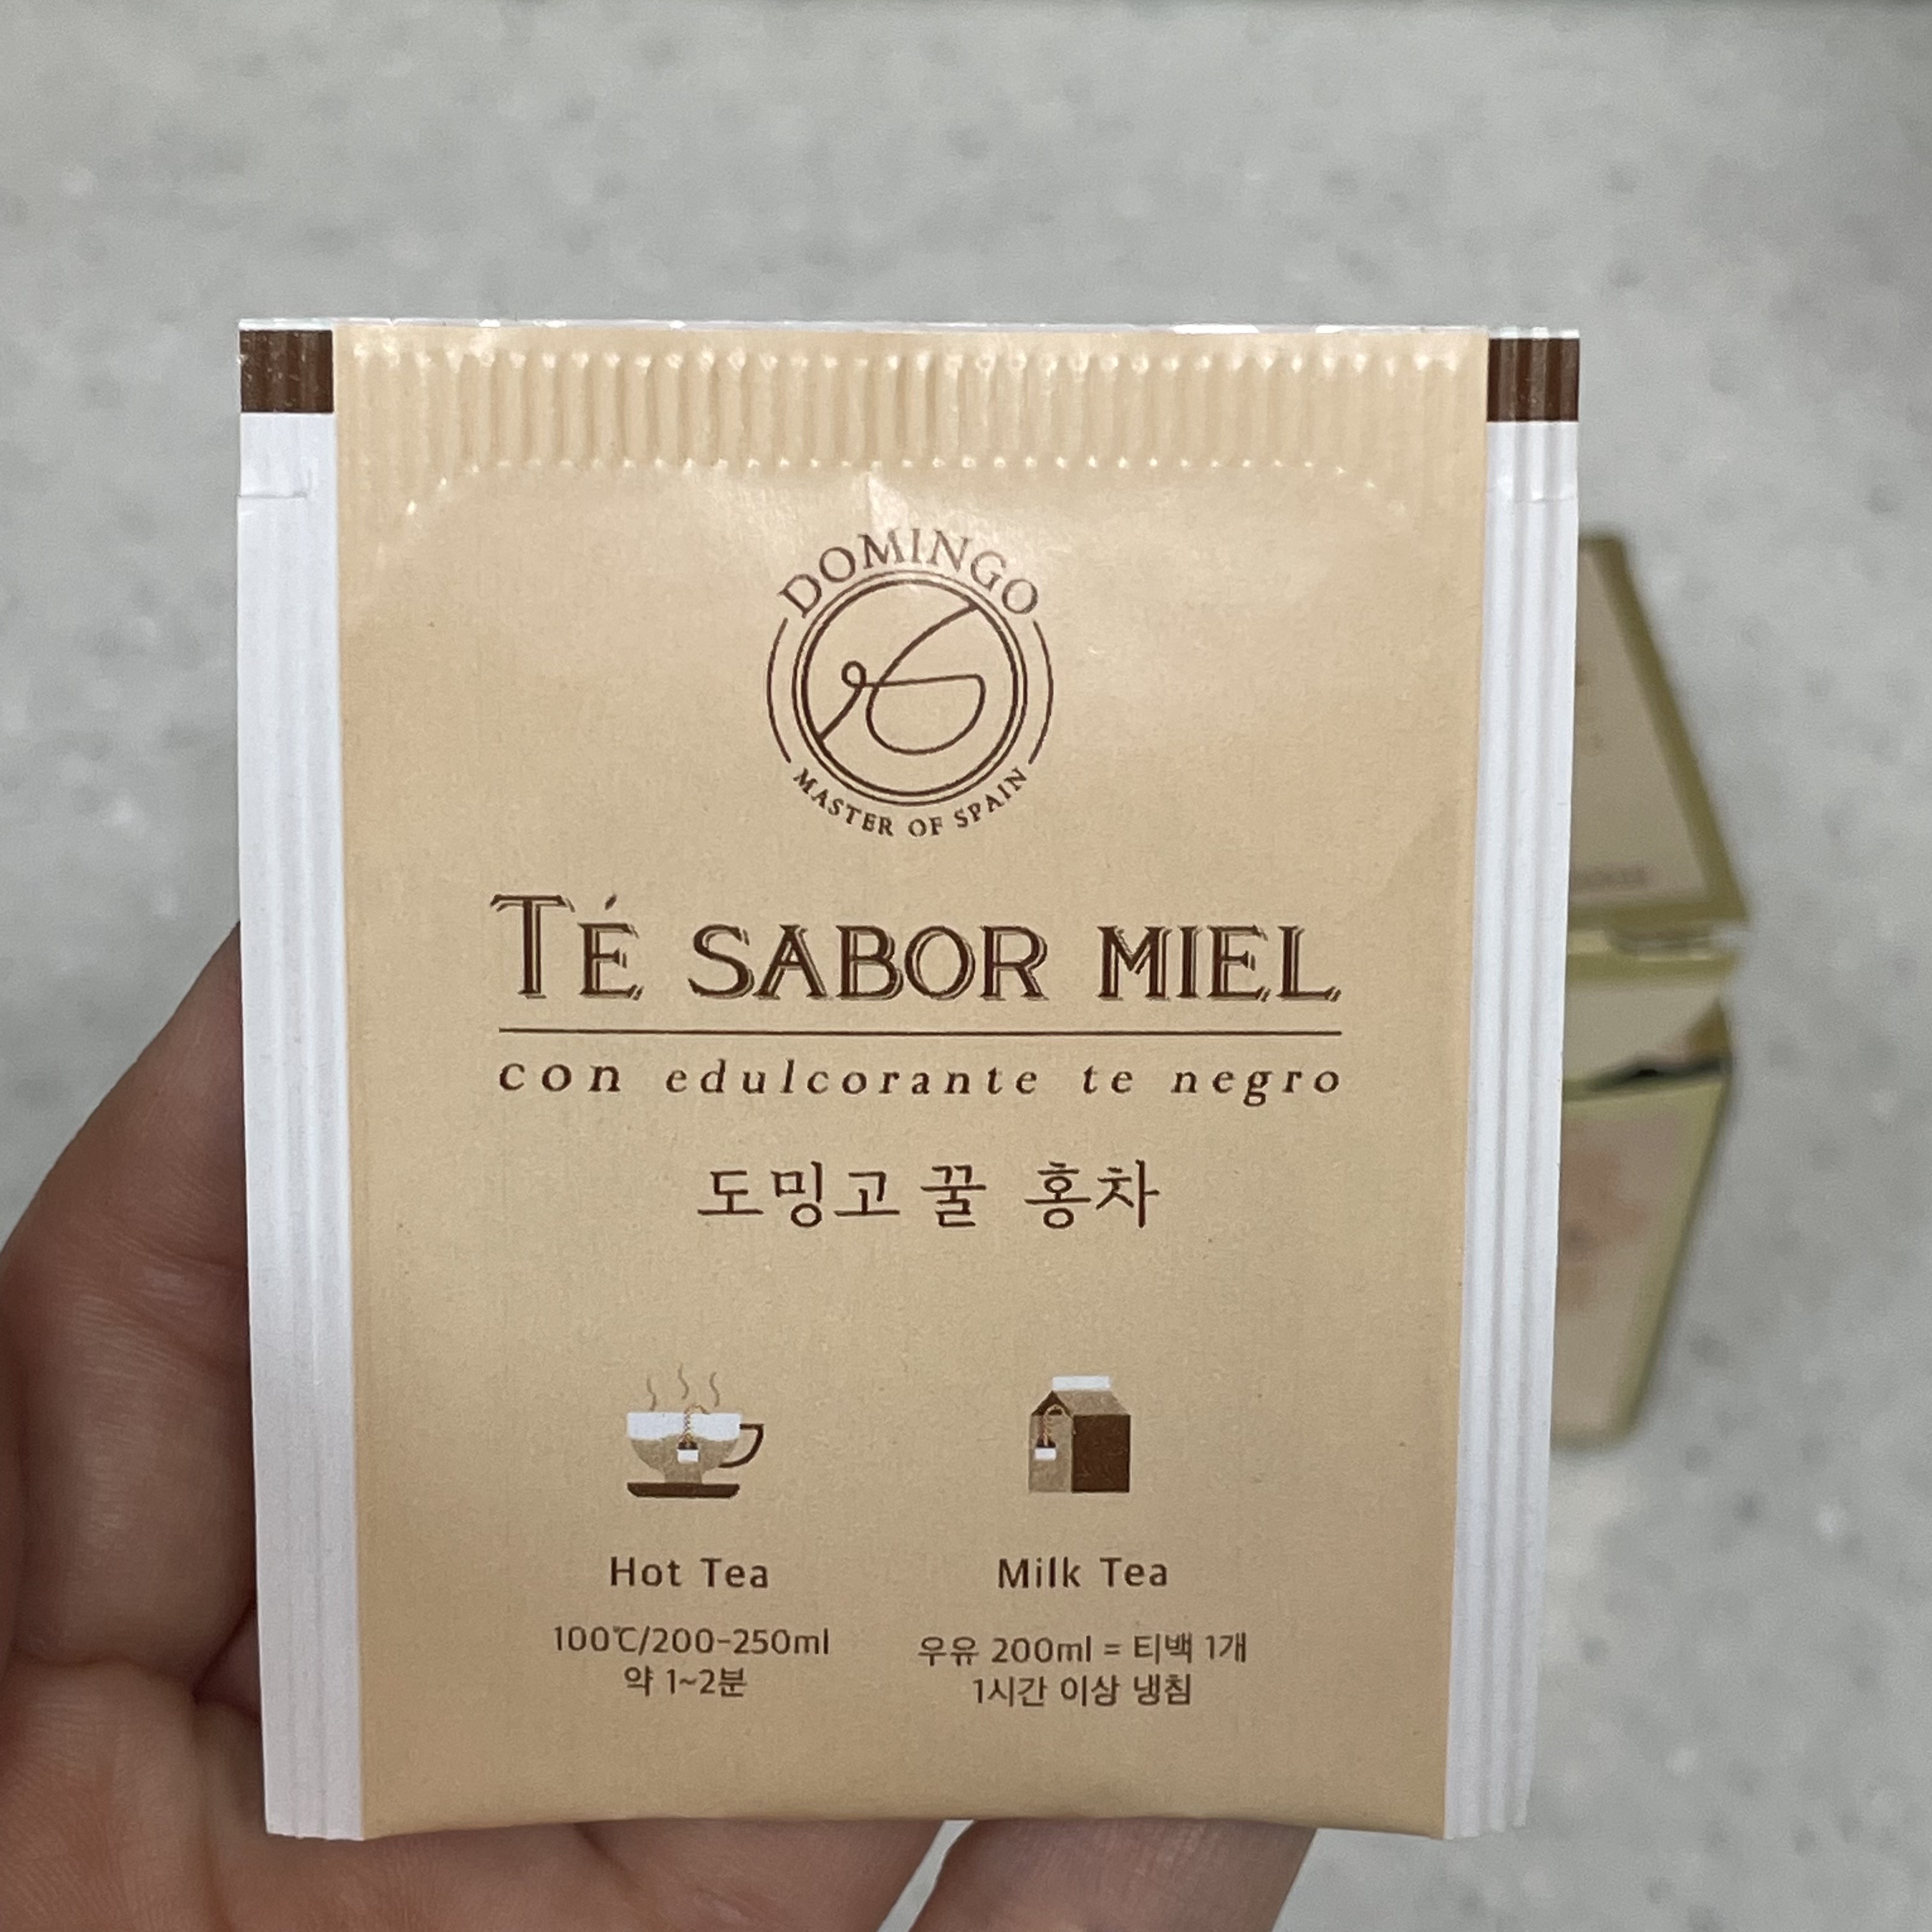 DOMINGO
MASTER OF SPAIN
TÉ SABOR MIEL
con edulcorante te negro
도밍고 꿀 홍차
Hot Tea
100℃/200-250ml
약 1~2분
Milk Tea
우유 200ml = 티백 1개
1시간 이상 냉침